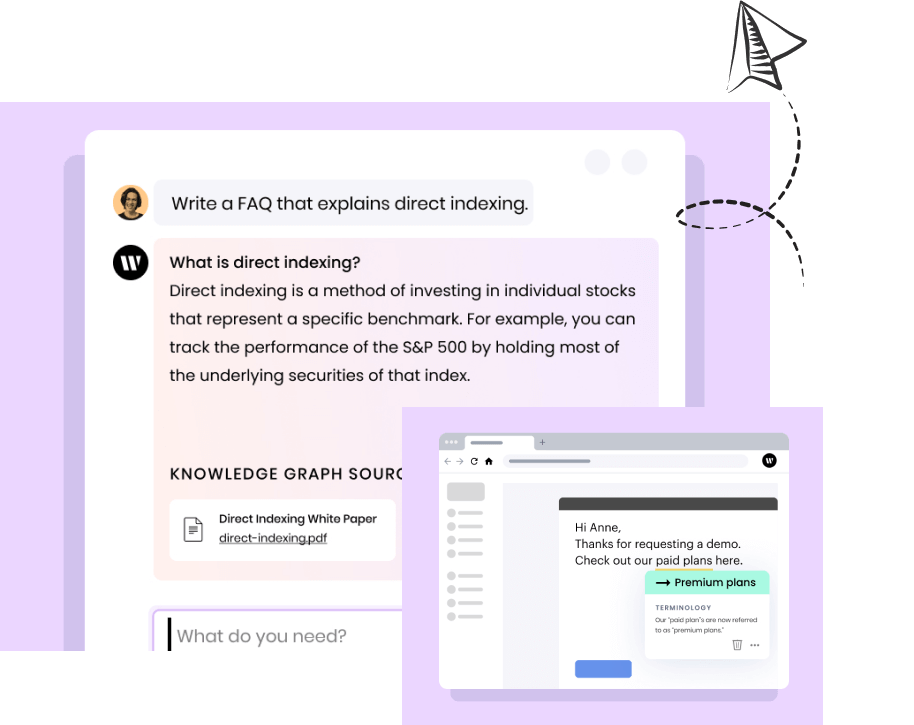 Write a FAQ that explains direct indexing.
What is direct indexing?
Direct indexing is a method of investing in individual stocks
that represent a specific benchmark. For example, you can
track the performance of the S&P 500 by holding most of
the underlying securities of that index.
KNOWLEDGE GRAPH SOURC
Direct Indexing White Paper
direct-indexing.pdf
What do you need?
Hi Anne,
Thanks for requesting a demo.
Check out our paid plans here.
→ Premium plans
TERMINOLOGY
Our "paid plan"s are now referred
to as "premium plans."